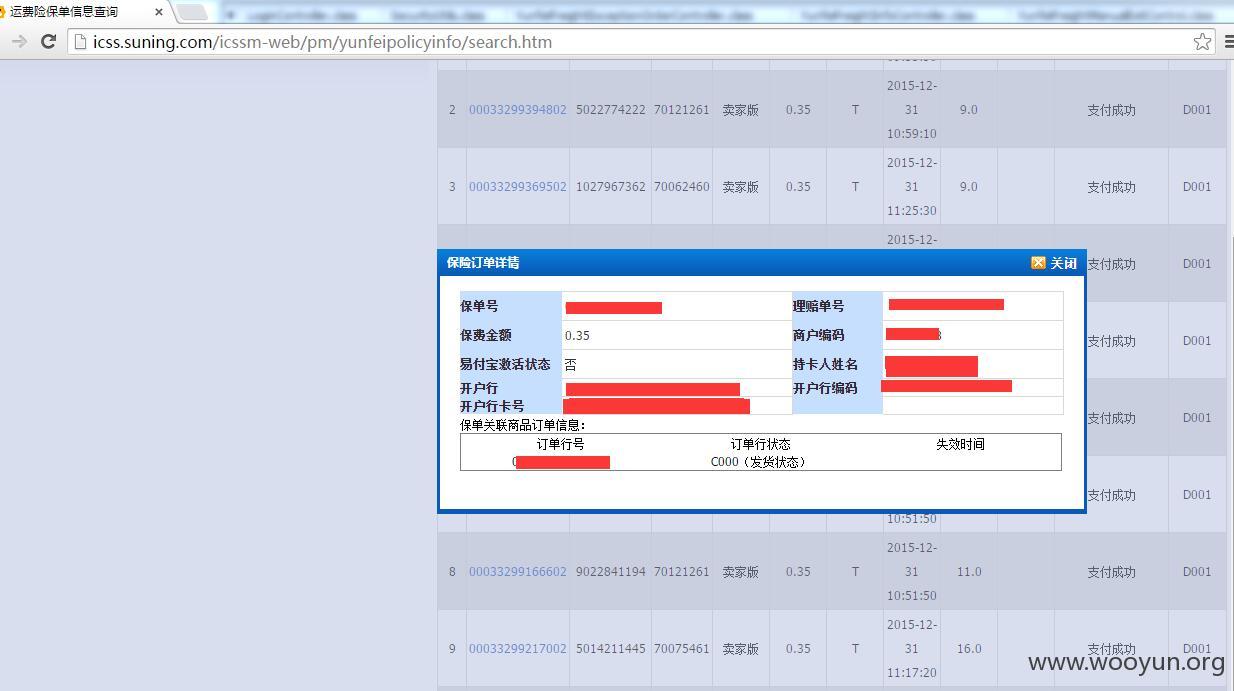 运费险保单信息查询
icss.suning.com/icssm-web/pm/yunfeipolicyinfo/search.htm
2 00033299394802 5022774222 70121261 卖家版 0.35 T 2015-12-31 10:59:10 9.0 支付成功 D001
3 00033299369502 1027967362 70062460 卖家版 0.35 T 2015-12-31 11:25:30 9.0 支付成功 D001
2015-12-
支付成功 D001
保险订单详情 关闭
保单号 理赔单号
保费金额 0.35 商户编码
支付成功 D001
易付宝激活状态 否 持卡人姓名
开户行 开户行编码
开户行卡号
支付成功 D001
保单关联商品订单信息:
订单行号 订单行状态 失效时间
C000（发货状态）
支付成功 D001
10:51:50
8 00033299166602 9022841194 70121261 卖家版 0.35 T 2015-12-31 10:51:50 11.0 支付成功 D001
9 00033299217002 5014211445 70075461 卖家版 0.35 T 2015-12-31 11:17:20 16.0 支付成功 D001
www.wooyun.org